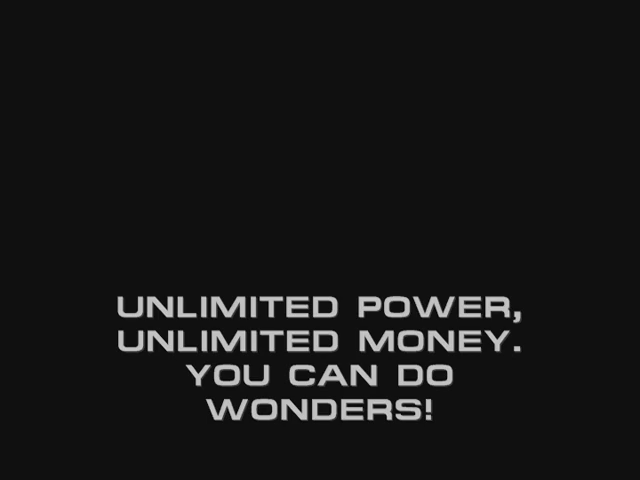 UNLIMITED POWER,
UNLIMITED MONEY.
YOU CAN DO
WONDERS!